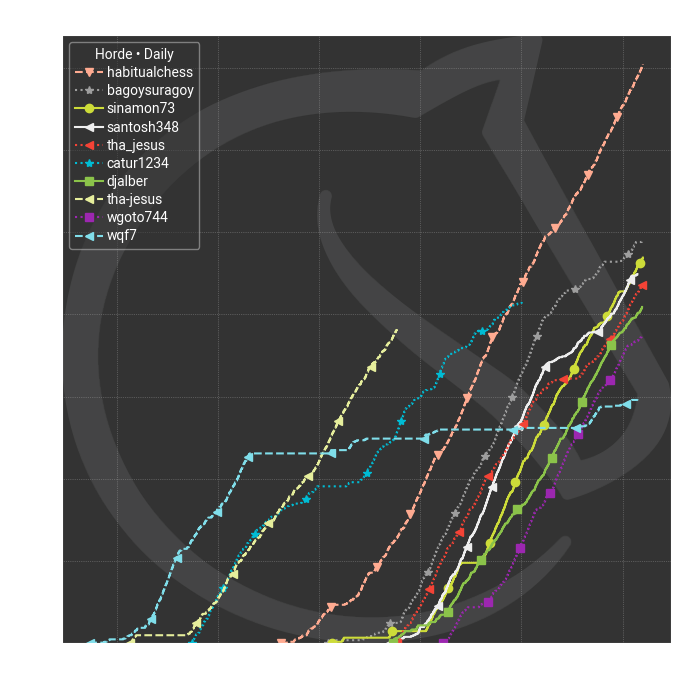 Horde • Daily
habitualchess
bagoysuragoy
sinamon73
santosh348
tha_jesus
catur1234
djalber
tha-jesus
wgoto744
wqf7